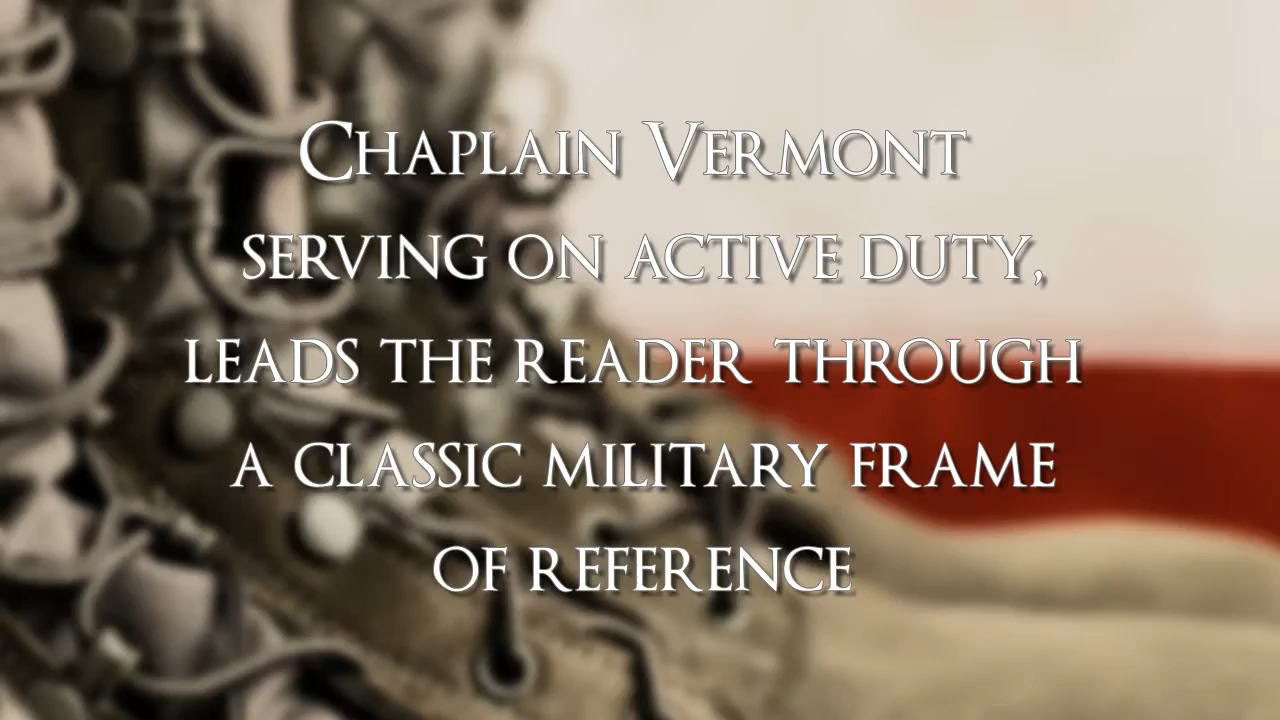 Chaplain Vermont
serving on active duty,
leads the reader through
a classic military frame
of reference